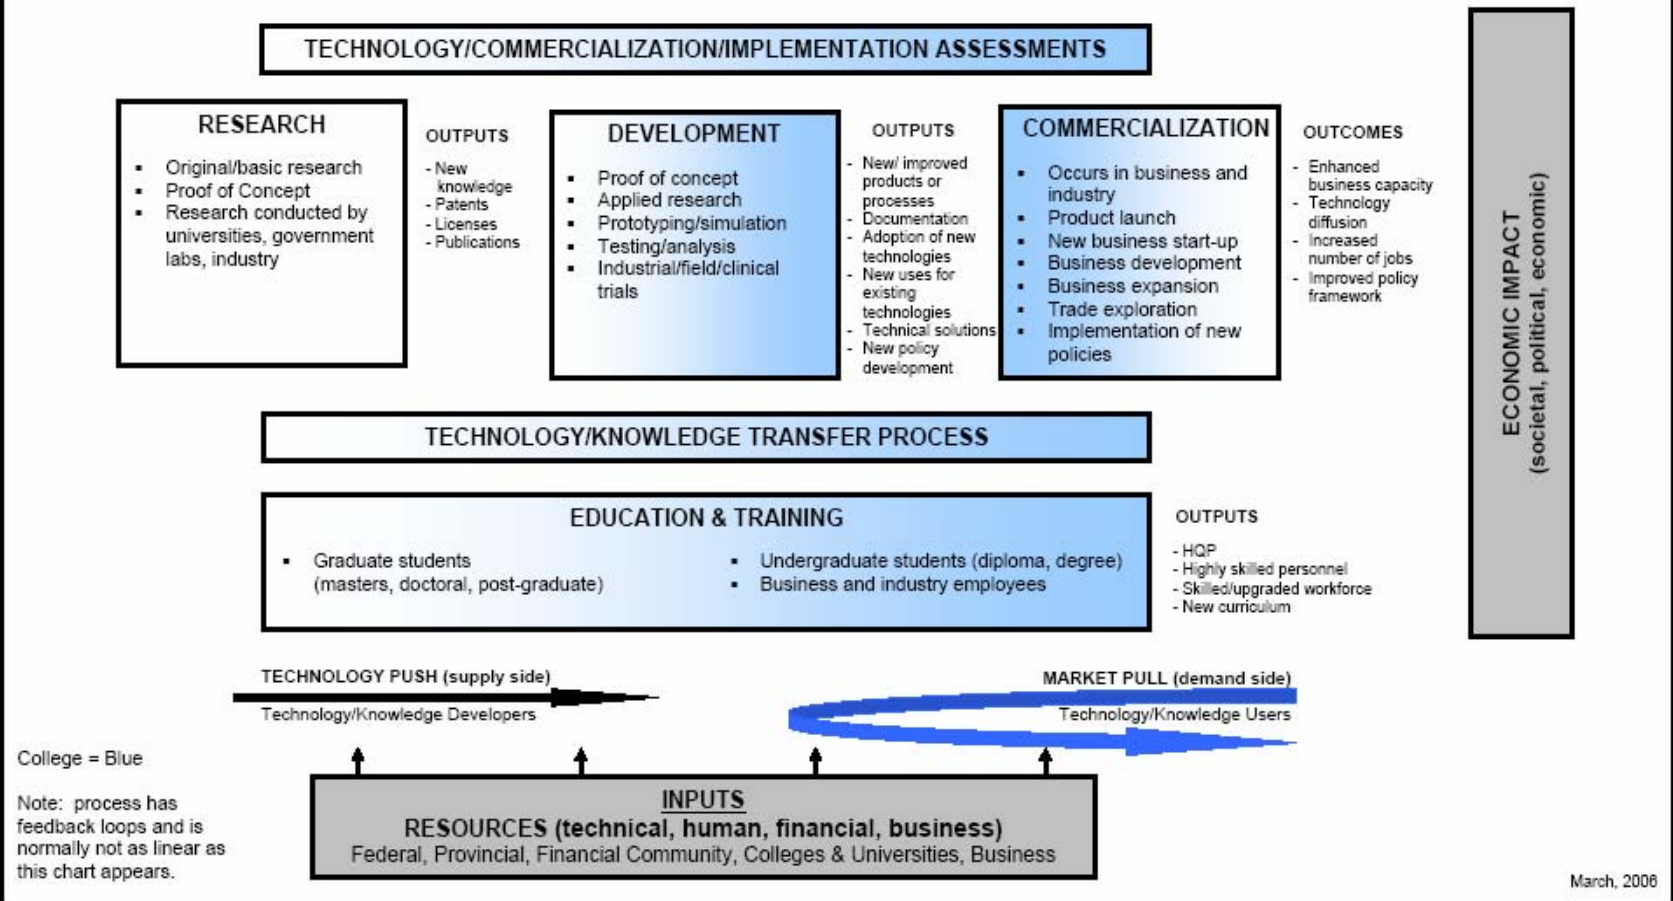 TECHNOLOGY/COMMERCIALIZATION/IMPLEMENTATION ASSESSMENTS
RESEARCH
▪ Original/basic research
▪ Proof of Concept
▪ Research conducted by
universities, government
labs, industry
OUTPUTS
- New
knowledge
- Patents
- Licenses
- Publications
DEVELOPMENT
▪ Proof of concept
▪ Applied research
▪ Prototyping/simulation
▪ Testing/analysis
▪ Industrial/field/clinical
trials
OUTPUTS
- New/ improved
products or
processes
- Documentation
- Adoption of new
technologies
- New uses for
existing
technologies
- Technical solutions
- New policy
development
COMMERCIALIZATION
▪ Occurs in business and
industry
▪ Product launch
▪ New business start-up
▪ Business development
▪ Business expansion
▪ Trade exploration
▪ Implementation of new
policies
OUTCOMES
- Enhanced
business capacity
- Technology
diffusion
- Increased
number of jobs
- Improved policy
framework
ECONOMIC IMPACT
(societal, political, economic)
TECHNOLOGY/KNOWLEDGE TRANSFER PROCESS
EDUCATION & TRAINING
▪ Graduate students
(masters, doctoral, post-graduate)
▪ Undergraduate students (diploma, degree)
▪ Business and industry employees
OUTPUTS
- HQP
- Highly skilled personnel
- Skilled/upgraded workforce
- New curriculum
TECHNOLOGY PUSH (supply side)
Technology/Knowledge Developers
MARKET PULL (demand side)
Technology/Knowledge Users
College = Blue
Note: process has
feedback loops and is
normally not as linear as
this chart appears.
INPUTS
RESOURCES (technical, human, financial, business)
Federal, Provincial, Financial Community, Colleges & Universities, Business
March, 2006